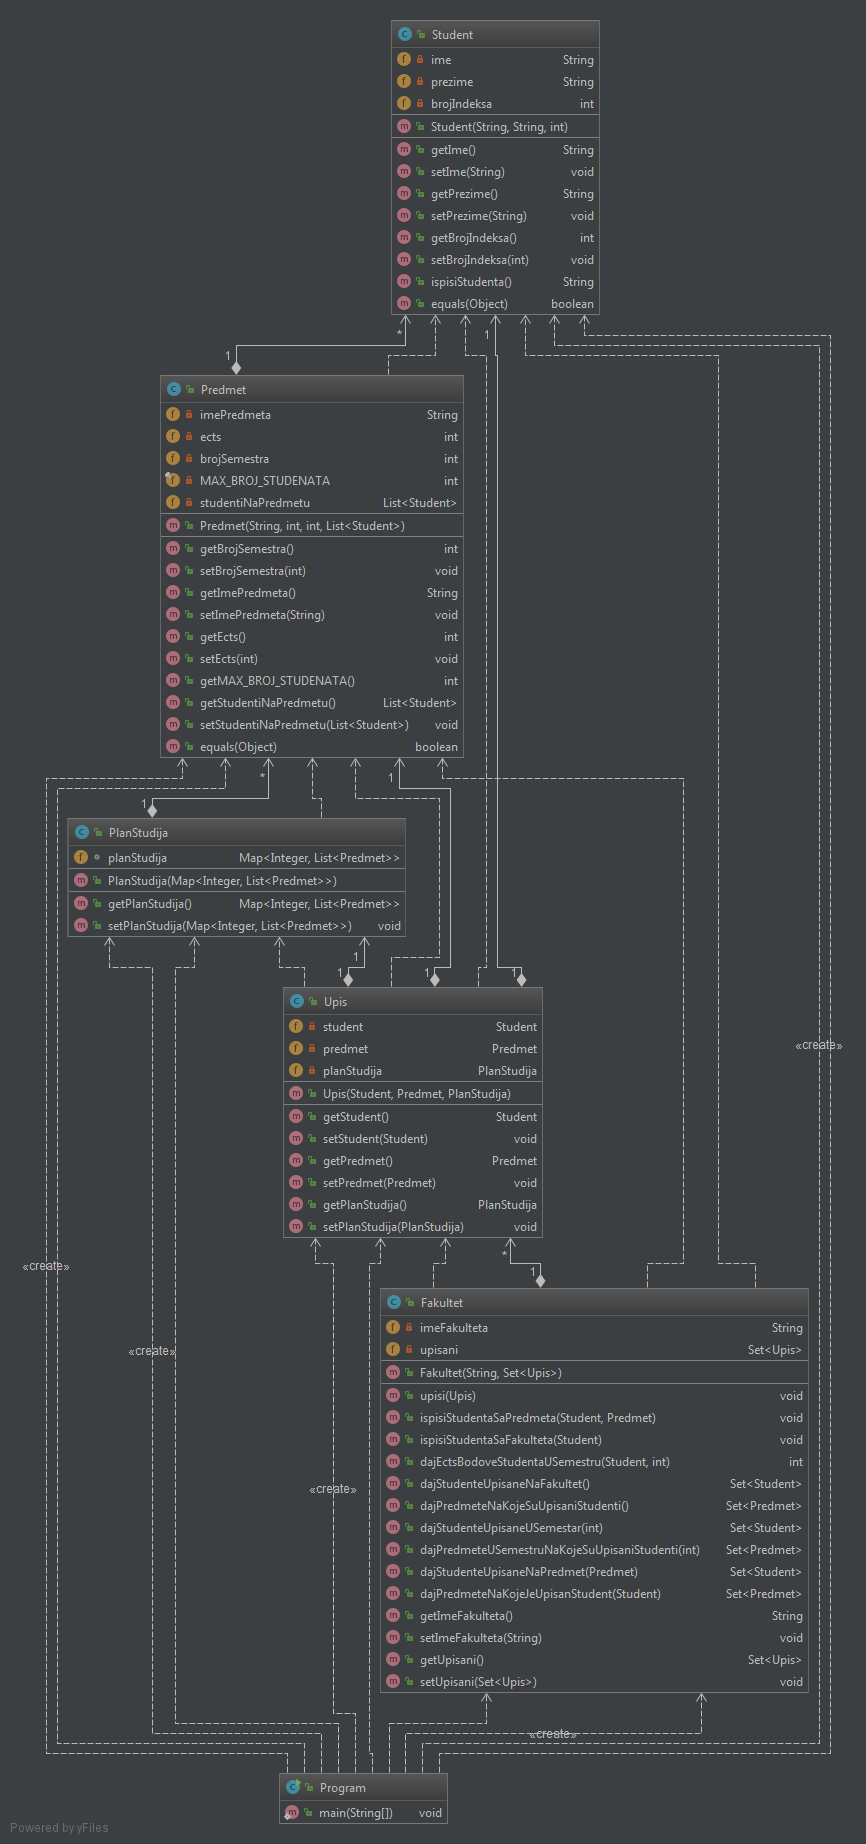 Student
ime String
prezime String
brojIndeksa int
Student(String, String, int)
getIme() String
setIme(String) void
getPrezime() String
setPrezime(String) void
getBrojIndeksa() int
setBrojIndeksa(int) void
ispisiStudenta() String
equals(Object) boolean
* 1
1
Predmet
imePredmeta String
ects int
brojSemestra int
MAX_BROJ_STUDENATA int
studentiNaPredmetu List<Student>
Predmet(String, int, int, List<Student>)
getBrojSemestra() int
setBrojSemestra(int) void
getImePredmeta() String
setImePredmeta(String) void
getEcts() int
setEcts(int) void
getMAX_BROJ_STUDENATA() int
getStudentiNaPredmetu() List<Student>
setStudentiNaPredmetu(List<Student>) void
equals(Object) boolean
* 1
1
PlanStudija
planStudija Map<Integer, List<Predmet>>
PlanStudija(Map<Integer, List<Predmet>>)
getPlanStudija() Map<Integer, List<Predmet>>
setPlanStudija(Map<Integer, List<Predmet>>) void
1
1 1 1
Upis
student Student
predmet Predmet
planStudija PlanStudija
Upis(Student, Predmet, PlanStudija)
getStudent() Student
setStudent(Student) void
getPredmet() Predmet
setPredmet(Predmet) void
getPlanStudija() PlanStudija
setPlanStudija(PlanStudija) void
«create»
*
1
«create»
Fakultet
imeFakulteta String
upisani Set<Upis>
Fakultet(String, Set<Upis>)
upisi(Upis) void
ispisiStudentaSaPredmeta(Student, Predmet) void
ispisiStudentaSaFakulteta(Student) void
dajEctsBodoveStudentaUSemestru(Student, int) int
dajStudenteUpisaneNaFakultet() Set<Student>
dajPredmeteNaKojeSuUpisaniStudenti() Set<Predmet>
dajStudenteUpisaneUSemestar(int) Set<Student>
dajPredmeteUSemestruNaKojeSuUpisaniStudenti(int) Set<Predmet>
dajStudenteUpisaneNaPredmet(Predmet) Set<Student>
dajPredmeteNaKojeJeUpisanStudent(Student) Set<Predmet>
getImeFakulteta() String
setImeFakulteta(String) void
getUpisani() Set<Upis>
setUpisani(Set<Upis>) void
«create»
«create»
«create»
Program
main(String[]) void
Powered by yFiles